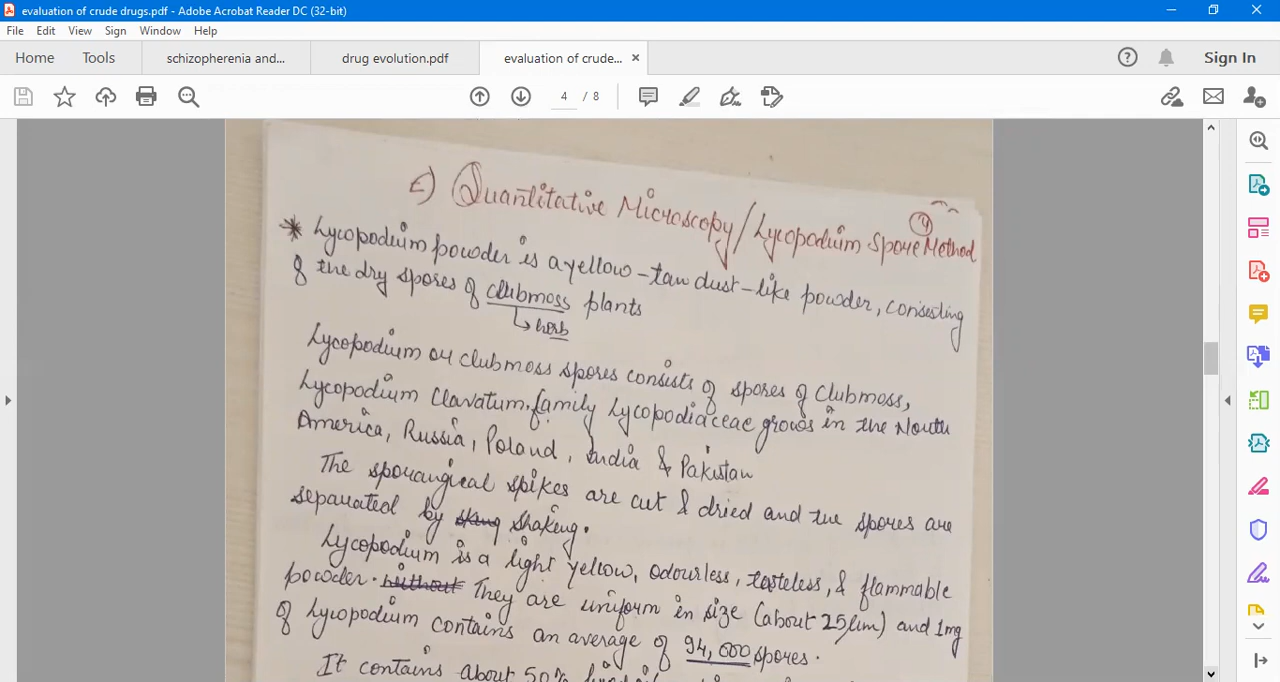 evaluation of crude drugs.pdf - Adobe Acrobat Reader DC (32-bit)
File Edit View Sign Window Help
Home Tools schizopherenia and... drug evolution.pdf evaluation of crude... × Sign In
4 / 8
E) Quantitative Microscopy/Lycopodium Spore Method
4
* Lycopodium powder is a yellow-tan dust-like powder, consisting
of the dry spores of clubmoss plants
↳ herb
Lycopodium or clubmoss spores consists of spores of Clubmoss,
Lycopodium Clavatum, family Lycopodiaceae grows in the North
America, Russia, Poland, India & Pakistan
The sporangical spikes are cut & dried and the spores are
separated by shaking.
Lycopodium is a light yellow, odourless, tasteless, & flammable
powder. without They are uniform in size (about 25µm) and 1mg
of lycopodium contains an average of 94,000 spores.
It contains about 50%